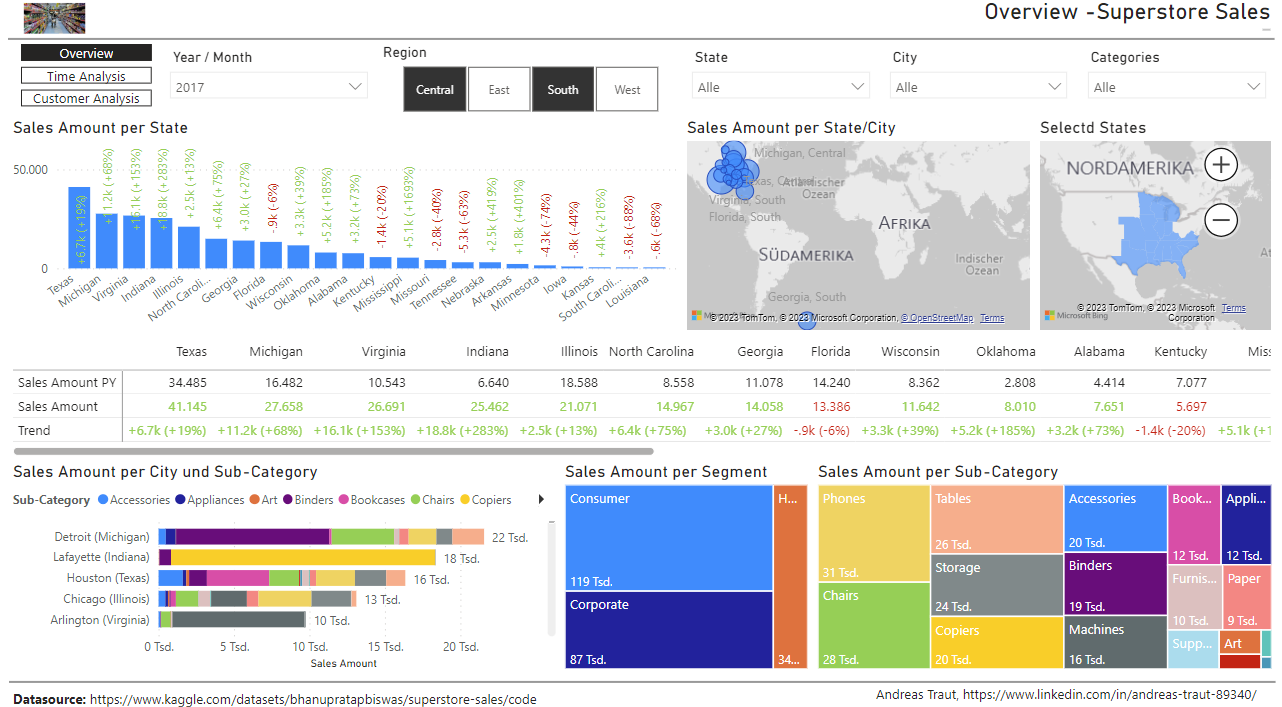 Overview -Superstore Sales
Overview
Time Analysis
Customer Analysis
Year / Month
2017
Region
Central East South West
State
Alle
City
Alle
Categories
Alle
Sales Amount per State
50.000
0
+6.7k (+19%)
+11.2k (+68%)
+16.1k (+153%)
+18.8k (+283%)
+2.5k (+13%)
+6.4k (+75%)
+3.0k (+27%)
-.9k (-6%)
+3.3k (+39%)
+5.2k (+185%)
+3.2k (+73%)
-1.4k (-20%)
+5.1k (+1693%)
-2.8k (-40%)
-5.3k (-63%)
+2.5k (+419%)
+1.8k (+401%)
-4.3k (-74%)
-.8k (-44%)
+.4k (+216%)
-3.6k (-88%)
-.6k (-68%)
Texas
Michigan
Virginia
Indiana
Illinois
North Caroli...
Georgia
Florida
Wisconsin
Oklahoma
Alabama
Kentucky
Mississippi
Missouri
Tennessee
Nebraska
Arkansas
Minnesota
Iowa
Kansas
South Caroli...
Louisiana
Sales Amount per State/City
Michigan, Central
Texas, Central
Atlantischer
Ozean
Virginia, South
Florida, South
AFRIKA
SÜDAMERIKA
Indischer
Ozean
Georgia, South
© 2023 TomTom, © 2023 Microsoft Corporation, © OpenStreetMap Terms
Selectd States
NORDAMERIKA
Microsoft Bing
© 2023 TomTom, © 2023 Microsoft Corporation Terms
Texas Michigan Virginia Indiana Illinois North Carolina Georgia Florida Wisconsin Oklahoma Alabama Kentucky Miss
Sales Amount PY 34.485 16.482 10.543 6.640 18.588 8.558 11.078 14.240 8.362 2.808 4.414 7.077
Sales Amount 41.145 27.658 26.691 25.462 21.071 14.967 14.058 13.386 11.642 8.010 7.651 5.697
Trend +6.7k (+19%) +11.2k (+68%) +16.1k (+153%) +18.8k (+283%) +2.5k (+13%) +6.4k (+75%) +3.0k (+27%) -.9k (-6%) +3.3k (+39%) +5.2k (+185%) +3.2k (+73%) -1.4k (-20%) +5.1k (+1
Sales Amount per City und Sub-Category
Sub-Category Accessories Appliances Art Binders Bookcases Chairs Copiers
Detroit (Michigan) 22 Tsd.
Lafayette (Indiana) 18 Tsd.
Houston (Texas) 16 Tsd.
Chicago (Illinois) 13 Tsd.
Arlington (Virginia) 10 Tsd.
0 Tsd. 5 Tsd. 10 Tsd. 15 Tsd. 20 Tsd.
Sales Amount
Sales Amount per Segment
Consumer
119 Tsd.
Corporate
87 Tsd.
H...
34...
Sales Amount per Sub-Category
Phones
31 Tsd.
Chairs
28 Tsd.
Tables
26 Tsd.
Storage
24 Tsd.
Copiers
20 Tsd.
Accessories
20 Tsd.
Binders
19 Tsd.
Machines
16 Tsd.
Book...
12 Tsd.
Appli...
12 Tsd.
Furnis...
10 Tsd.
Paper
9 Tsd.
Supp...
Art
Datasource: https://www.kaggle.com/datasets/bhanupratapbiswas/superstore-sales/code
Andreas Traut, https://www.linkedin.com/in/andreas-traut-89340/